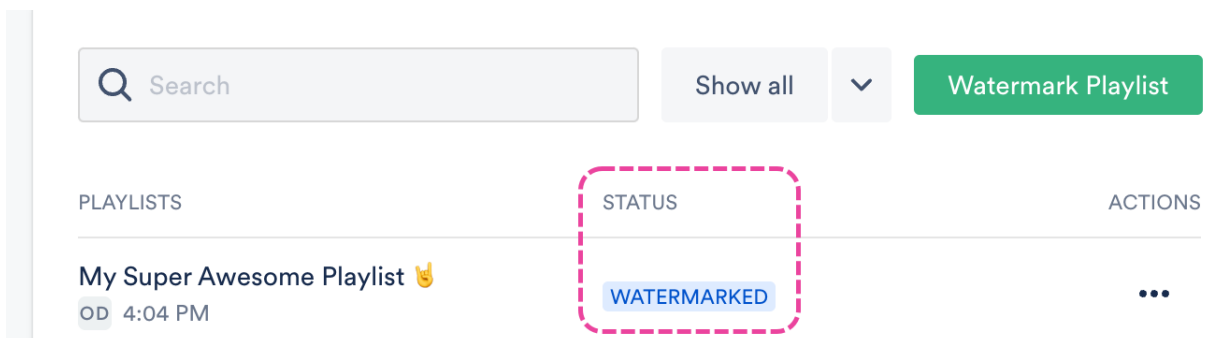 Search Show all Watermark Playlist
PLAYLISTS STATUS ACTIONS
My Super Awesome Playlist 🤘
WATERMARKED
OD 4:04 PM